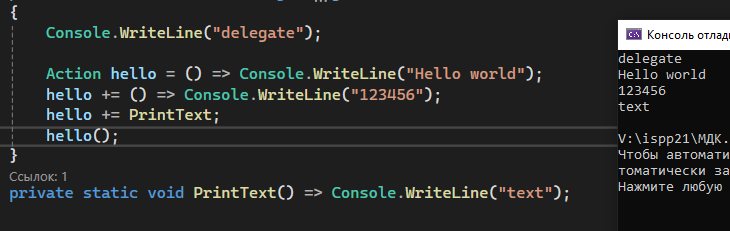 {
Console.WriteLine("delegate");
Action hello = () => Console.WriteLine("Hello world");
hello += () => Console.WriteLine("123456");
hello += PrintText;
hello();
}
Ссылок: 1
private static void PrintText() => Console.WriteLine("text");
Консоль отлад
delegate
Hello world
123456
text
V:\ispp21\МДК.
Чтобы автомати
томатически за
Нажмите любую